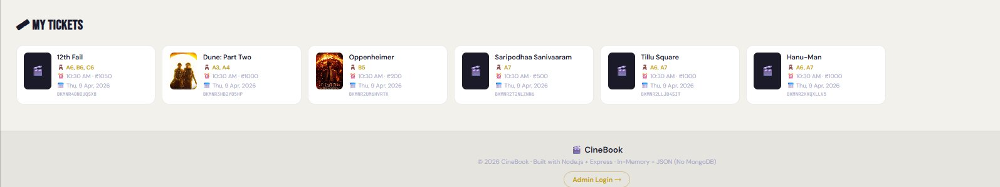 MY TICKETS
12th Fail
A6, B6, C6
10:30 AM · ₹1050
Thu, 9 Apr, 2026
BKMNR4GNOUQSX8
Dune: Part Two
A3, A4
10:30 AM · ₹1000
Thu, 9 Apr, 2026
BKMNR3HB2YD5HP
Oppenheimer
B5
10:30 AM · ₹200
Thu, 9 Apr, 2026
BKMNR2UM6HVRTK
Saripodhaa Sanivaaram
A7
10:30 AM · ₹500
Thu, 9 Apr, 2026
BKMNR2T2NLZNN6
Tillu Square
A6, A7
10:30 AM · ₹1000
Thu, 9 Apr, 2026
BKMNR2LLJB4SIT
Hanu-Man
A6, A7
10:30 AM · ₹1000
Thu, 9 Apr, 2026
BKMNR2KKQXLLV5
CineBook
© 2026 CineBook · Built with Node.js + Express · In-Memory + JSON (No MongoDB)
Admin Login →